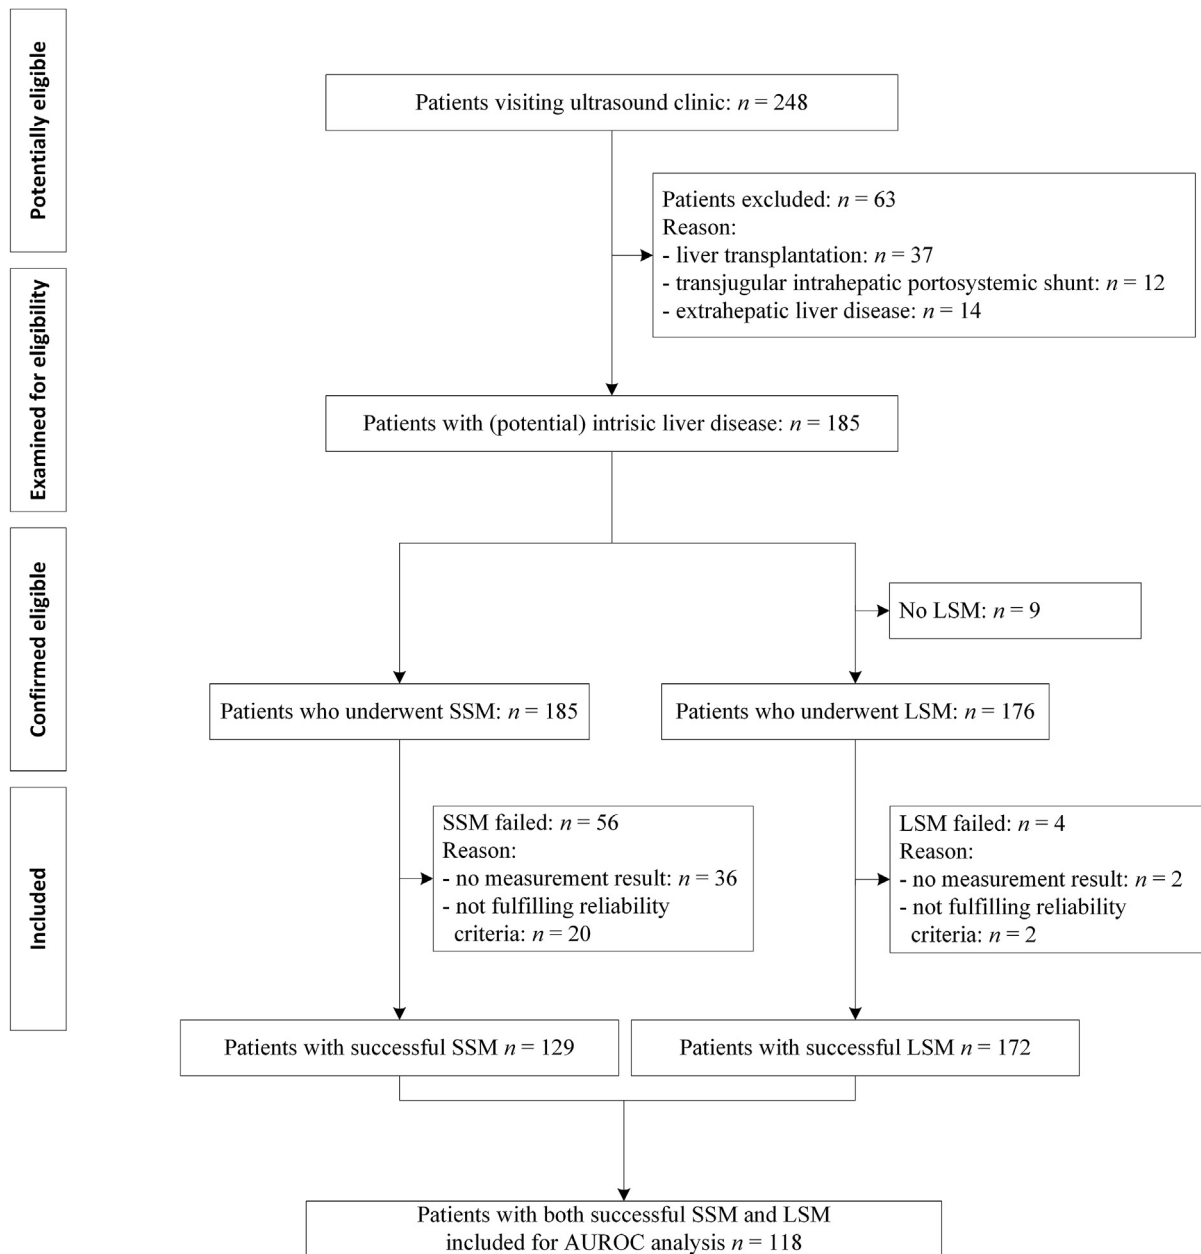 Potentially eligible
Patients visiting ultrasound clinic: n = 248
Patients excluded: n = 63
Reason:
- liver transplantation: n = 37
- transjugular intrahepatic portosystemic shunt: n = 12
- extrahepatic liver disease: n = 14
Examined for eligibility
Patients with (potential) intrisic liver disease: n = 185
Confirmed eligible
No LSM: n = 9
Patients who underwent SSM: n = 185
Patients who underwent LSM: n = 176
Included
SSM failed: n = 56
Reason:
- no measurement result: n = 36
- not fulfilling reliability
criteria: n = 20
LSM failed: n = 4
Reason:
- no measurement result: n = 2
- not fulfilling reliability
criteria: n = 2
Patients with successful SSM n = 129
Patients with successful LSM n = 172
Patients with both successful SSM and LSM
included for AUROC analysis n = 118